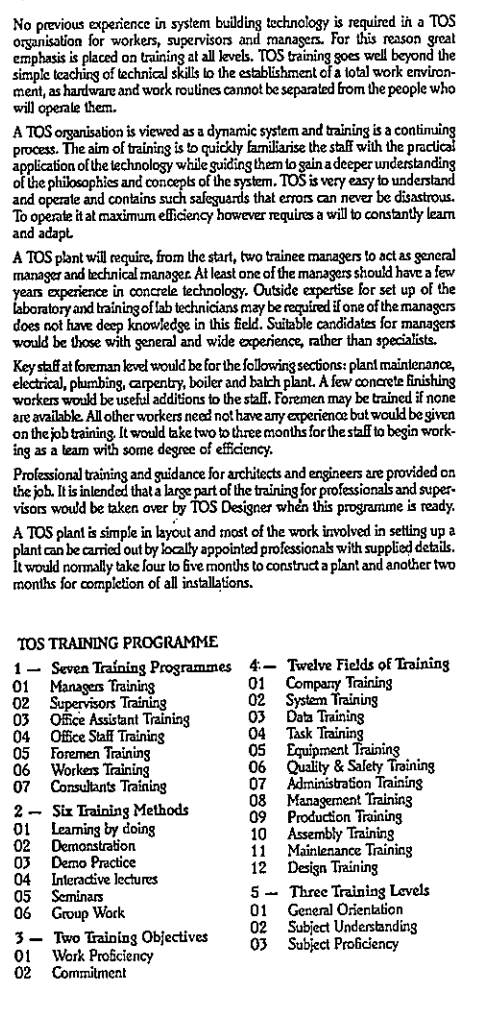 No previous experience in system building technology is required in a TOS
organisation for workers, supervisors and managers. For this reason great
emphasis is placed on training at all levels. TOS training goes well beyond the
simple teaching of technical skills to the establishment of a total work environ-
ment, as hardware and work routines cannot be separated from the people who
will operate them.
A TOS organisation is viewed as a dynamic system and training is a continuing
process. The aim of training is to quickly familiarise the staff with the practical
application of the technology while guiding them to gain a deeper understanding
of the philosophies and concepts of the system. TOS is very easy to understand
and operate and contains such safeguards that errors can never be disastrous.
To operate it at maximum efficiency however requires a will to constantly learn
and adapt.
A TOS plant will require, from the start, two trainee managers to act as general
manager and technical manager. At least one of the managers should have a few
years experience in concrete technology. Outside expertise for set up of the
laboratory and training of lab technicians may be required if one of the managers
does not have deep knowledge in this field. Suitable candidates for managers
would be those with general and wide experience, rather than specialists.
Key staff at foreman level would be for the following sections: plant maintenance,
electrical, plumbing, carpentry, boiler and batch plant. A few concrete finishing
workers would be useful additions to the staff. Foremen may be trained if none
are available. All other workers need not have any experience but would be given
on the job training. It would take two to three months for the staff to begin work-
ing as a team with some degree of efficiency.
Professional training and guidance for architects and engineers are provided on
the job. It is intended that a large part of the training for professionals and super-
visors would be taken over by TOS Designer when this programme is ready.
A TOS plant is simple in layout and most of the work involved in setting up a
plant can be carried out by locally appointed professionals with supplied details.
It would normally take four to five months to construct a plant and another two
months for completion of all installations.
TOS TRAINING PROGRAMME
1 — Seven Training Programmes
01 Managers Training
02 Supervisors Training
03 Office Assistant Training
04 Office Staff Training
05 Foremen Training
06 Workers Training
07 Consultants Training
2 — Six Training Methods
01 Learning by doing
02 Demonstration
03 Demo Practice
04 Interactive lectures
05 Seminars
06 Group Work
3 — Two Training Objectives
01 Work Proficiency
02 Commitment
4 — Twelve Fields of Training
01 Company Training
02 System Training
03 Data Training
04 Task Training
05 Equipment Training
06 Quality & Safety Training
07 Administration Training
08 Management Training
09 Production Training
10 Assembly Training
11 Maintenance Training
12 Design Training
5 — Three Training Levels
01 General Orientation
02 Subject Understanding
03 Subject Proficiency